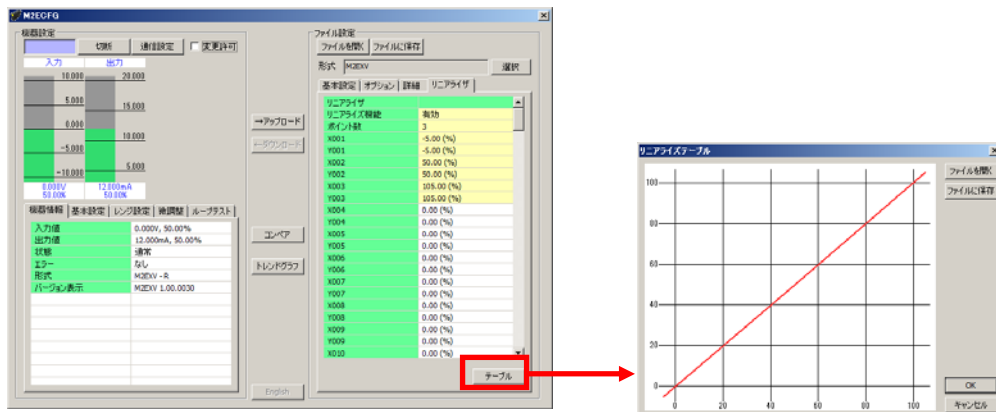 M2ECFG
機器設定
切断 通信設定 変更許可
入力 出力
10.000 20.000
5.000 15.000
0.000 10.000
-5.000 5.000
-10.000
0.000V 12.000mA
50.00% 50.00%
機器情報 基本設定 レンジ設定 微調整 ループテスト
入力値 0.000V, 50.00%
出力値 12.000mA, 50.00%
状態 通常
エラー なし
形式 M2EXV-R
バージョン表示 M2EXV 1.00.0030
→アップロード
←ダウンロード
コンペア
トレンドグラフ
English
ファイル設定
ファイルを開く ファイルに保存
形式 M2EXV 選択
基本設定 オプション 詳細 リニアライザ
リニアライザ
リニアライズ機能 有効
ポイント数 3
X001 -5.00 (%)
Y001 -5.00 (%)
X002 50.00 (%)
Y002 50.00 (%)
X003 105.00 (%)
Y003 105.00 (%)
X004 0.00 (%)
Y004 0.00 (%)
X005 0.00 (%)
Y005 0.00 (%)
X006 0.00 (%)
Y006 0.00 (%)
X007 0.00 (%)
Y007 0.00 (%)
X008 0.00 (%)
Y008 0.00 (%)
X009 0.00 (%)
Y009 0.00 (%)
X010 0.00 (%)
テーブル
リニアライズテーブル
ファイルを開く
ファイルに保存
100
80
60
40
20
0
0 20 40 60 80 100
OK
キャンセル